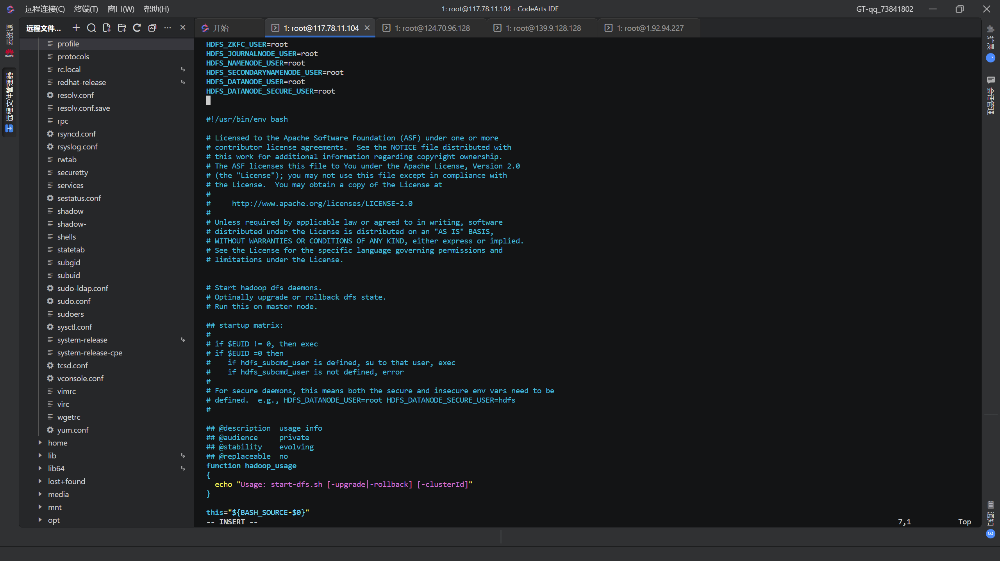 远程连接(C) 终端(T) 窗口(W) 帮助(H)
1: root@117.78.11.104 - CodeArts IDE
GT-qq_73841802
云资源
HUAWEI
远程文件管理器
远程文件...
profile
protocols
rc.local
redhat-release
resolv.conf
resolv.conf.save
rpc
rsyncd.conf
rsyslog.conf
rwtab
securetty
services
sestatus.conf
shadow
shadow-
shells
statetab
subgid
subuid
sudo-ldap.conf
sudo.conf
sudoers
sysctl.conf
system-release
system-release-cpe
tcsd.conf
vconsole.conf
vimrc
virc
wgetrc
yum.conf
home
lib
lib64
lost+found
media
mnt
opt
开始
1: root@117.78.11.104
1: root@124.70.96.128
1: root@139.9.128.128
1: root@1.92.94.227
HDFS_ZKFC_USER=root
HDFS_JOURNALNODE_USER=root
HDFS_NAMENODE_USER=root
HDFS_SECONDARYNAMENODE_USER=root
HDFS_DATANODE_USER=root
HDFS_DATANODE_SECURE_USER=root
#!/usr/bin/env bash
# Licensed to the Apache Software Foundation (ASF) under one or more
# contributor license agreements.  See the NOTICE file distributed with
# this work for additional information regarding copyright ownership.
# The ASF licenses this file to You under the Apache License, Version 2.0
# (the "License"); you may not use this file except in compliance with
# the License.  You may obtain a copy of the License at
#
#     http://www.apache.org/licenses/LICENSE-2.0
#
# Unless required by applicable law or agreed to in writing, software
# distributed under the License is distributed on an "AS IS" BASIS,
# WITHOUT WARRANTIES OR CONDITIONS OF ANY KIND, either express or implied.
# See the License for the specific language governing permissions and
# limitations under the License.
# Start hadoop dfs daemons.
# Optinally upgrade or rollback dfs state.
# Run this on master node.
## startup matrix:
#
# if $EUID != 0, then exec
# if $EUID =0 then
#    if hdfs_subcmd_user is defined, su to that user, exec
#    if hdfs_subcmd_user is not defined, error
#
# For secure daemons, this means both the secure and insecure env vars need to be
# defined.  e.g., HDFS_DATANODE_USER=root HDFS_DATANODE_SECURE_USER=hdfs
#
## @description  usage info
## @audience     private
## @stability    evolving
## @replaceable  no
function hadoop_usage
{
  echo "Usage: start-dfs.sh [-upgrade|-rollback] [-clusterId]"
}
this="${BASH_SOURCE-$0}"
-- INSERT --
7,1
Top
扩展
1
会话管理
通知
3